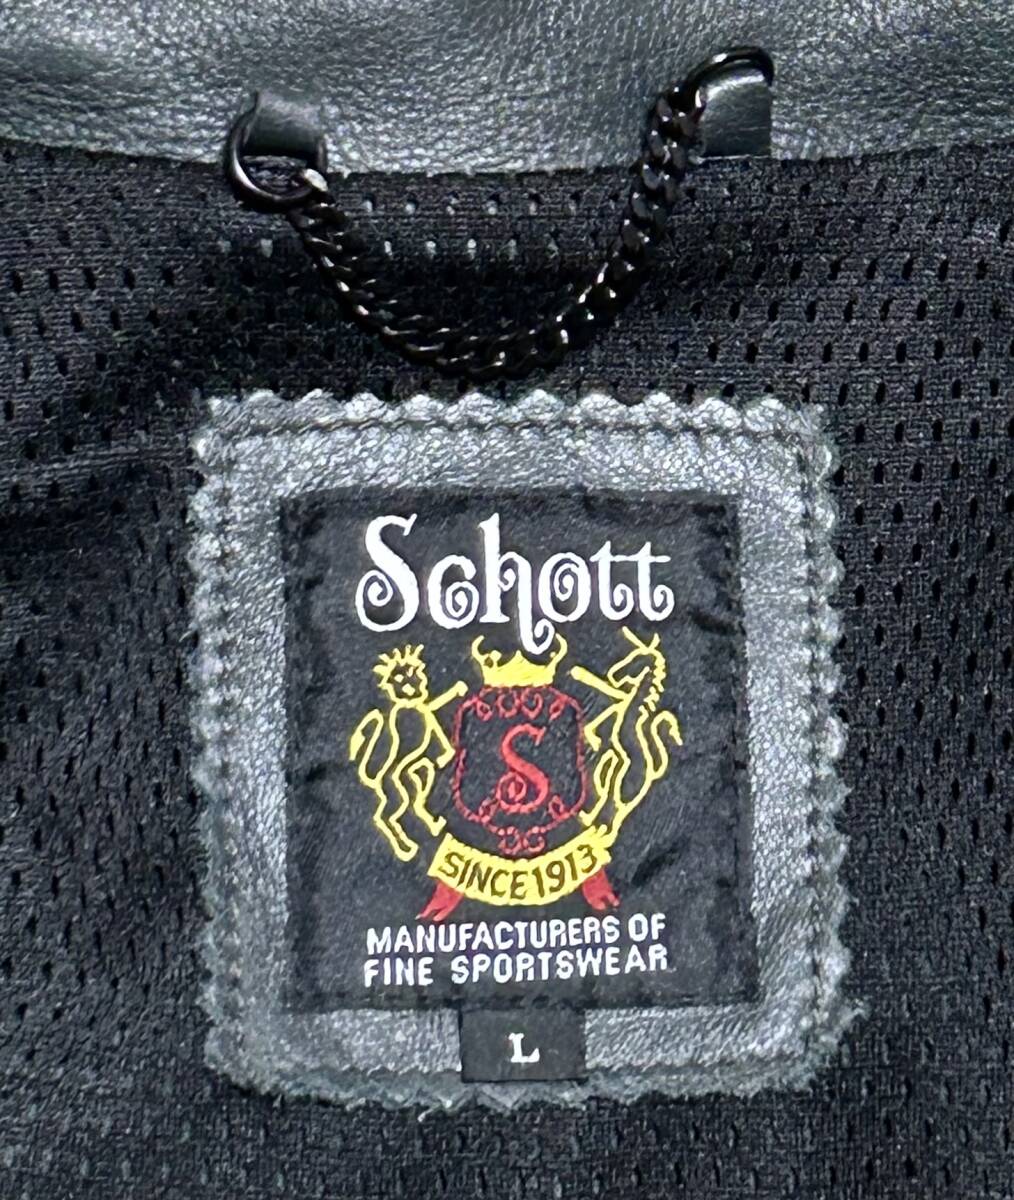 Schott
S
SINCE 1913
MANUFACTURERS OF
FINE SPORTSWEAR
L